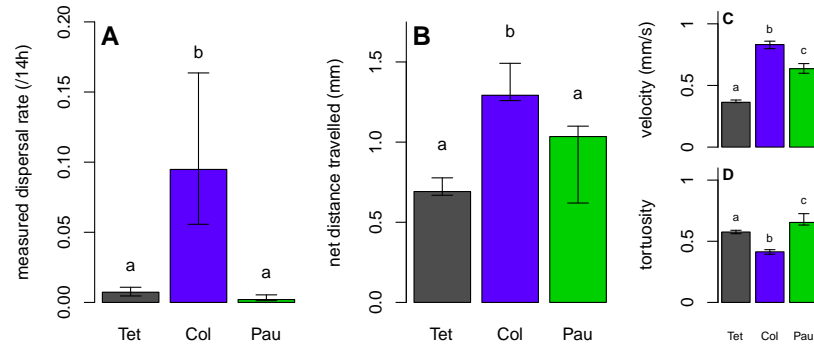 A
measured dispersal rate (/14h)
0.00
0.05
0.10
0.15
0.20
a
b
a
Tet
Col
Pau
B
net distance travelled (mm)
0.0
0.5
1.0
1.5
a
b
a
Tet
Col
Pau
C
velocity (mm/s)
0
0.5
1
a
b
c
D
tortuosity
0
0.5
1
a
b
c
Tet
Col
Pau